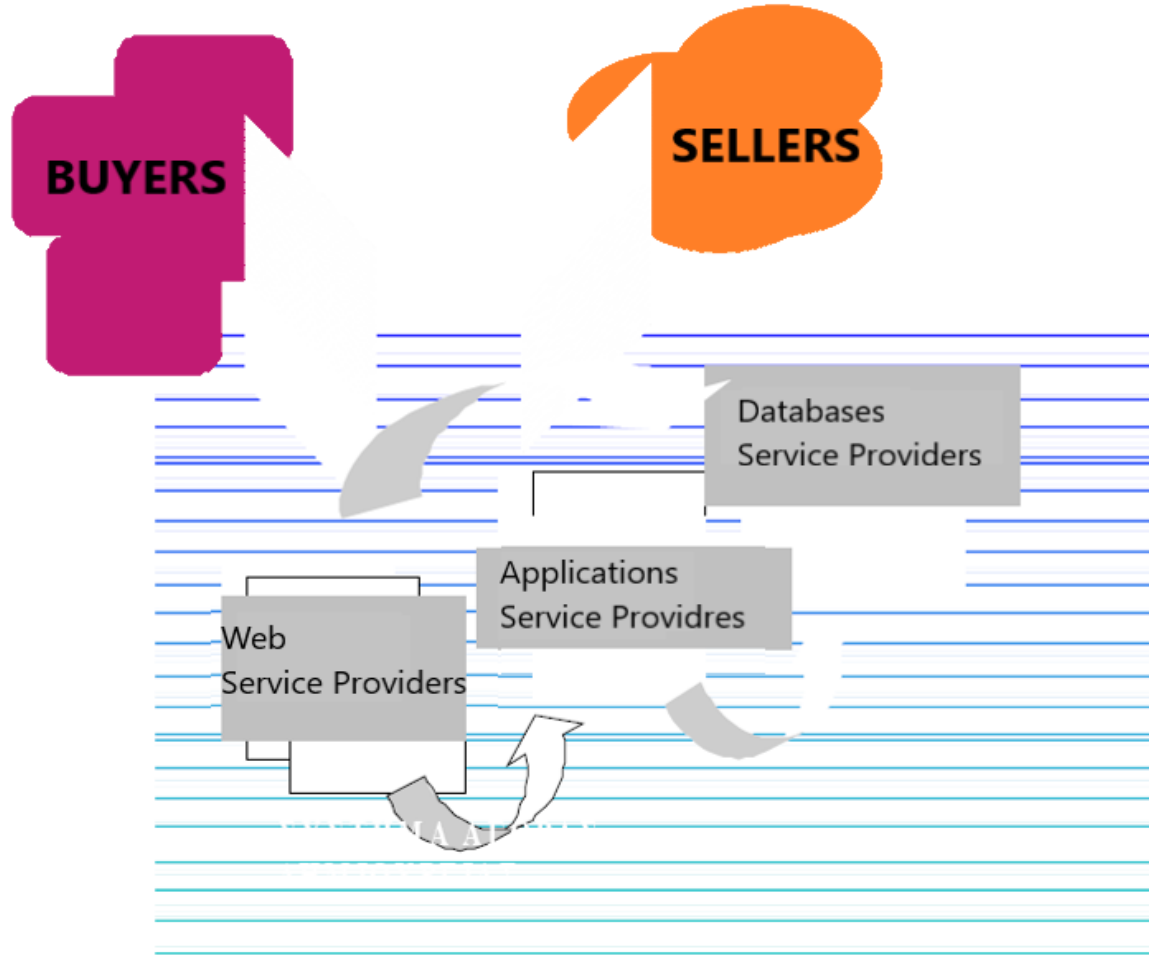 BUYERS
SELLERS
Databases
Service Providers
Applications
Service Providres
Web
Service Providers